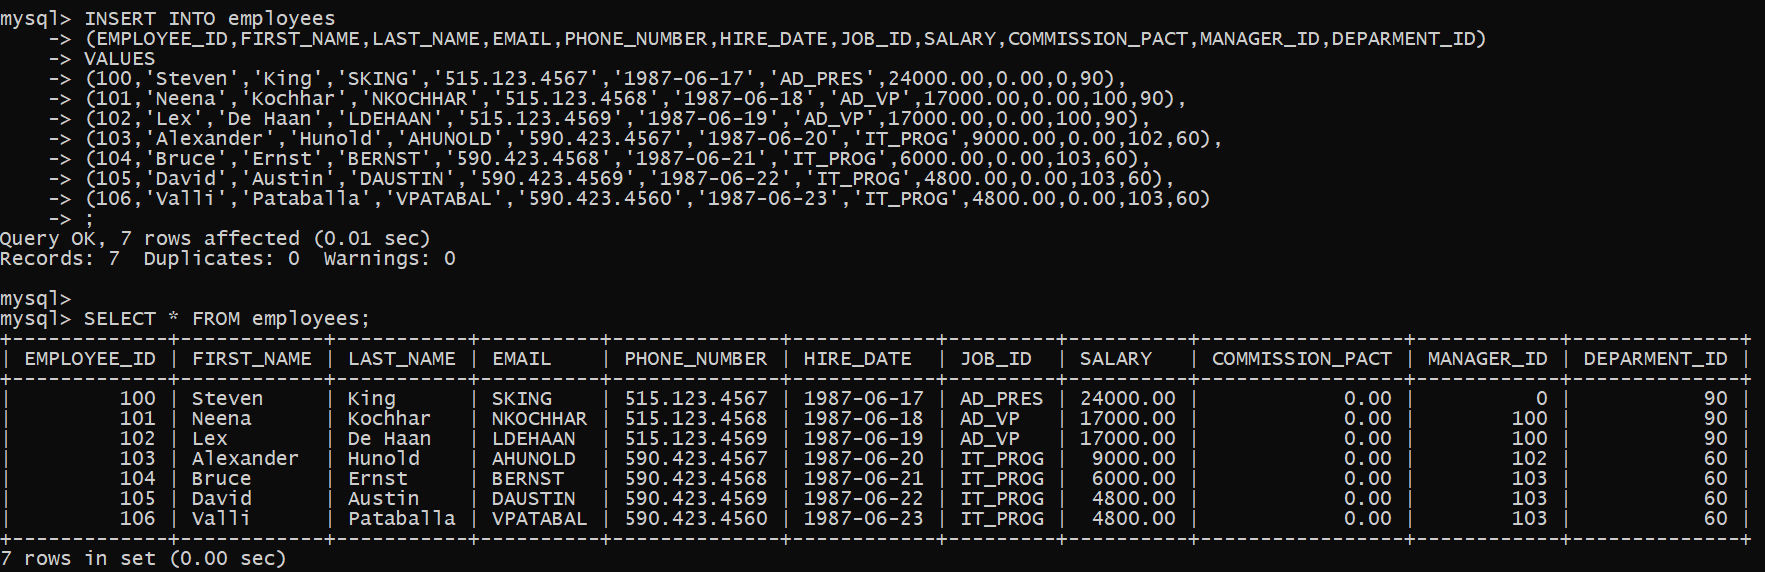 mysql> INSERT INTO employees
    -> (EMPLOYEE_ID,FIRST_NAME,LAST_NAME,EMAIL,PHONE_NUMBER,HIRE_DATE,JOB_ID,SALARY,COMMISSION_PACT,MANAGER_ID,DEPARMENT_ID)
    -> VALUES
    -> (100,'Steven','King','SKING','515.123.4567','1987-06-17','AD_PRES',24000.00,0.00,0,90),
    -> (101,'Neena','Kochhar','NKOCHHAR','515.123.4568','1987-06-18','AD_VP',17000.00,0.00,100,90),
    -> (102,'Lex','De Haan','LDEHAAN','515.123.4569','1987-06-19','AD_VP',17000.00,0.00,100,90),
    -> (103,'Alexander','Hunold','AHUNOLD','590.423.4567','1987-06-20','IT_PROG',9000.00,0.00,102,60),
    -> (104,'Bruce','Ernst','BERNST','590.423.4568','1987-06-21','IT_PROG',6000.00,0.00,103,60),
    -> (105,'David','Austin','DAUSTIN','590.423.4569','1987-06-22','IT_PROG',4800.00,0.00,103,60),
    -> (106,'Valli','Pataballa','VPATABAL','590.423.4560','1987-06-23','IT_PROG',4800.00,0.00,103,60)
    -> ;
Query OK, 7 rows affected (0.01 sec)
Records: 7  Duplicates: 0  Warnings: 0
mysql>
mysql> SELECT * FROM employees;
| EMPLOYEE_ID | FIRST_NAME | LAST_NAME | EMAIL    | PHONE_NUMBER | HIRE_DATE  | JOB_ID  | SALARY   | COMMISSION_PACT | MANAGER_ID | DEPARMENT_ID |
|         100 | Steven     | King      | SKING    | 515.123.4567 | 1987-06-17 | AD_PRES | 24000.00 |            0.00 |          0 |           90 |
|         101 | Neena      | Kochhar   | NKOCHHAR | 515.123.4568 | 1987-06-18 | AD_VP   | 17000.00 |            0.00 |        100 |           90 |
|         102 | Lex        | De Haan   | LDEHAAN  | 515.123.4569 | 1987-06-19 | AD_VP   | 17000.00 |            0.00 |        100 |           90 |
|         103 | Alexander  | Hunold    | AHUNOLD  | 590.423.4567 | 1987-06-20 | IT_PROG |  9000.00 |            0.00 |        102 |           60 |
|         104 | Bruce      | Ernst     | BERNST   | 590.423.4568 | 1987-06-21 | IT_PROG |  6000.00 |            0.00 |        103 |           60 |
|         105 | David      | Austin    | DAUSTIN  | 590.423.4569 | 1987-06-22 | IT_PROG |  4800.00 |            0.00 |        103 |           60 |
|         106 | Valli      | Pataballa | VPATABAL | 590.423.4560 | 1987-06-23 | IT_PROG |  4800.00 |            0.00 |        103 |           60 |
7 rows in set (0.00 sec)